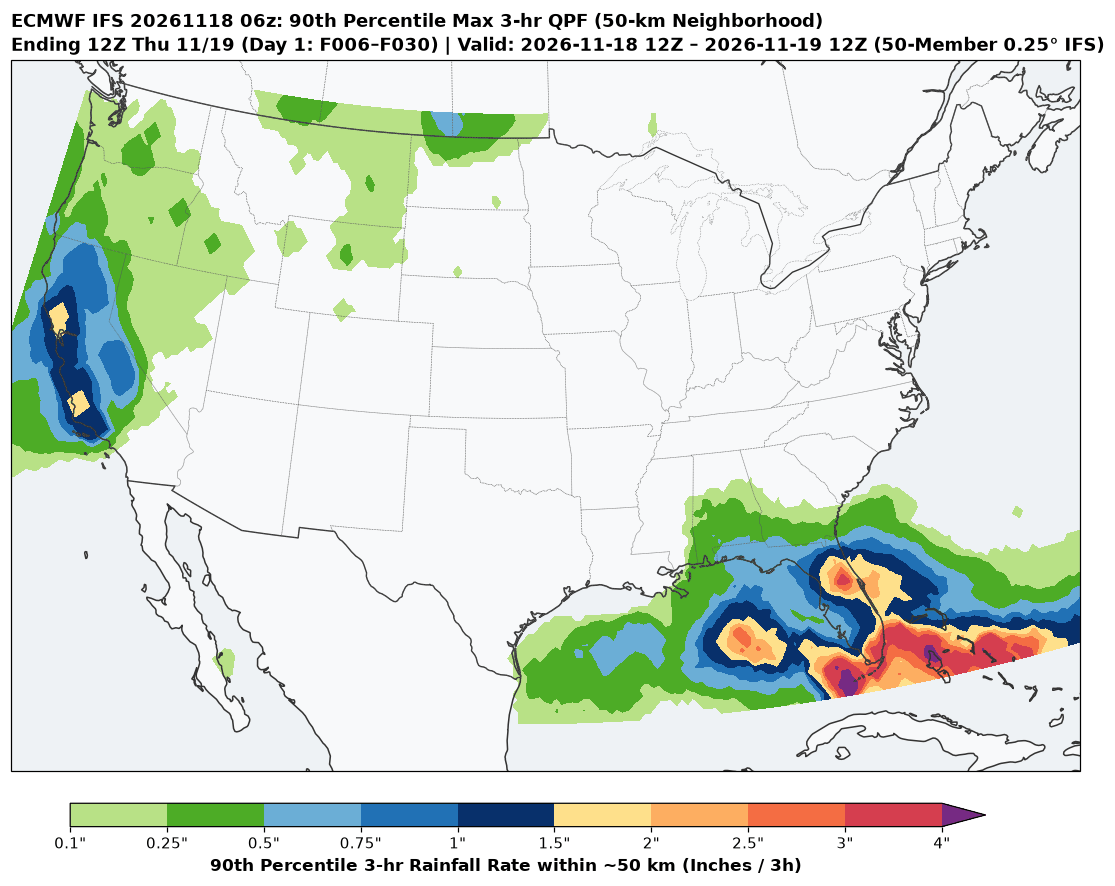 ECMWF IFS 20261118 06z: 90th Percentile Max 3-hr QPF (50-km Neighborhood)
Ending 12Z Thu 11/19 (Day 1: F006–F030) | Valid: 2026-11-18 12Z – 2026-11-19 12Z (50-Member 0.25° IFS)
0.1" 0.25" 0.5" 0.75" 1" 1.5" 2" 2.5" 3" 4"
90th Percentile 3-hr Rainfall Rate within ~50 km (Inches / 3h)